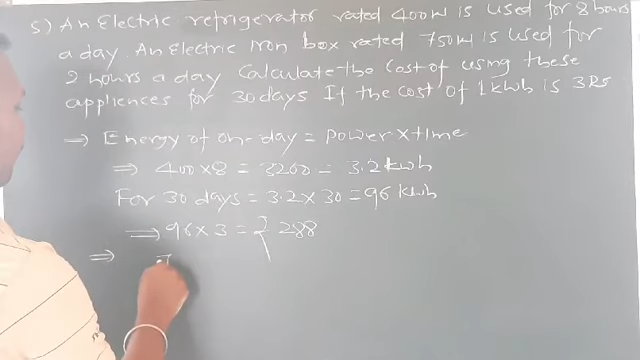 5) An Electric refrigerator rated 400W is used for 8 hours
a day. An Electric Iron box rated 750W is used for
2 hours a day Calculate the Cost of using these
appliences for 30 days If the cost of 1 kwh is 3 Rs
⇒ Energy of one-day = Power x time
⇒ 400 x 8 = 3200 = 3.2 kwh
For 30 days = 3.2 x 30 = 96 kwh
⇒ 96 x 3 = ₹ 288
⇒ 7